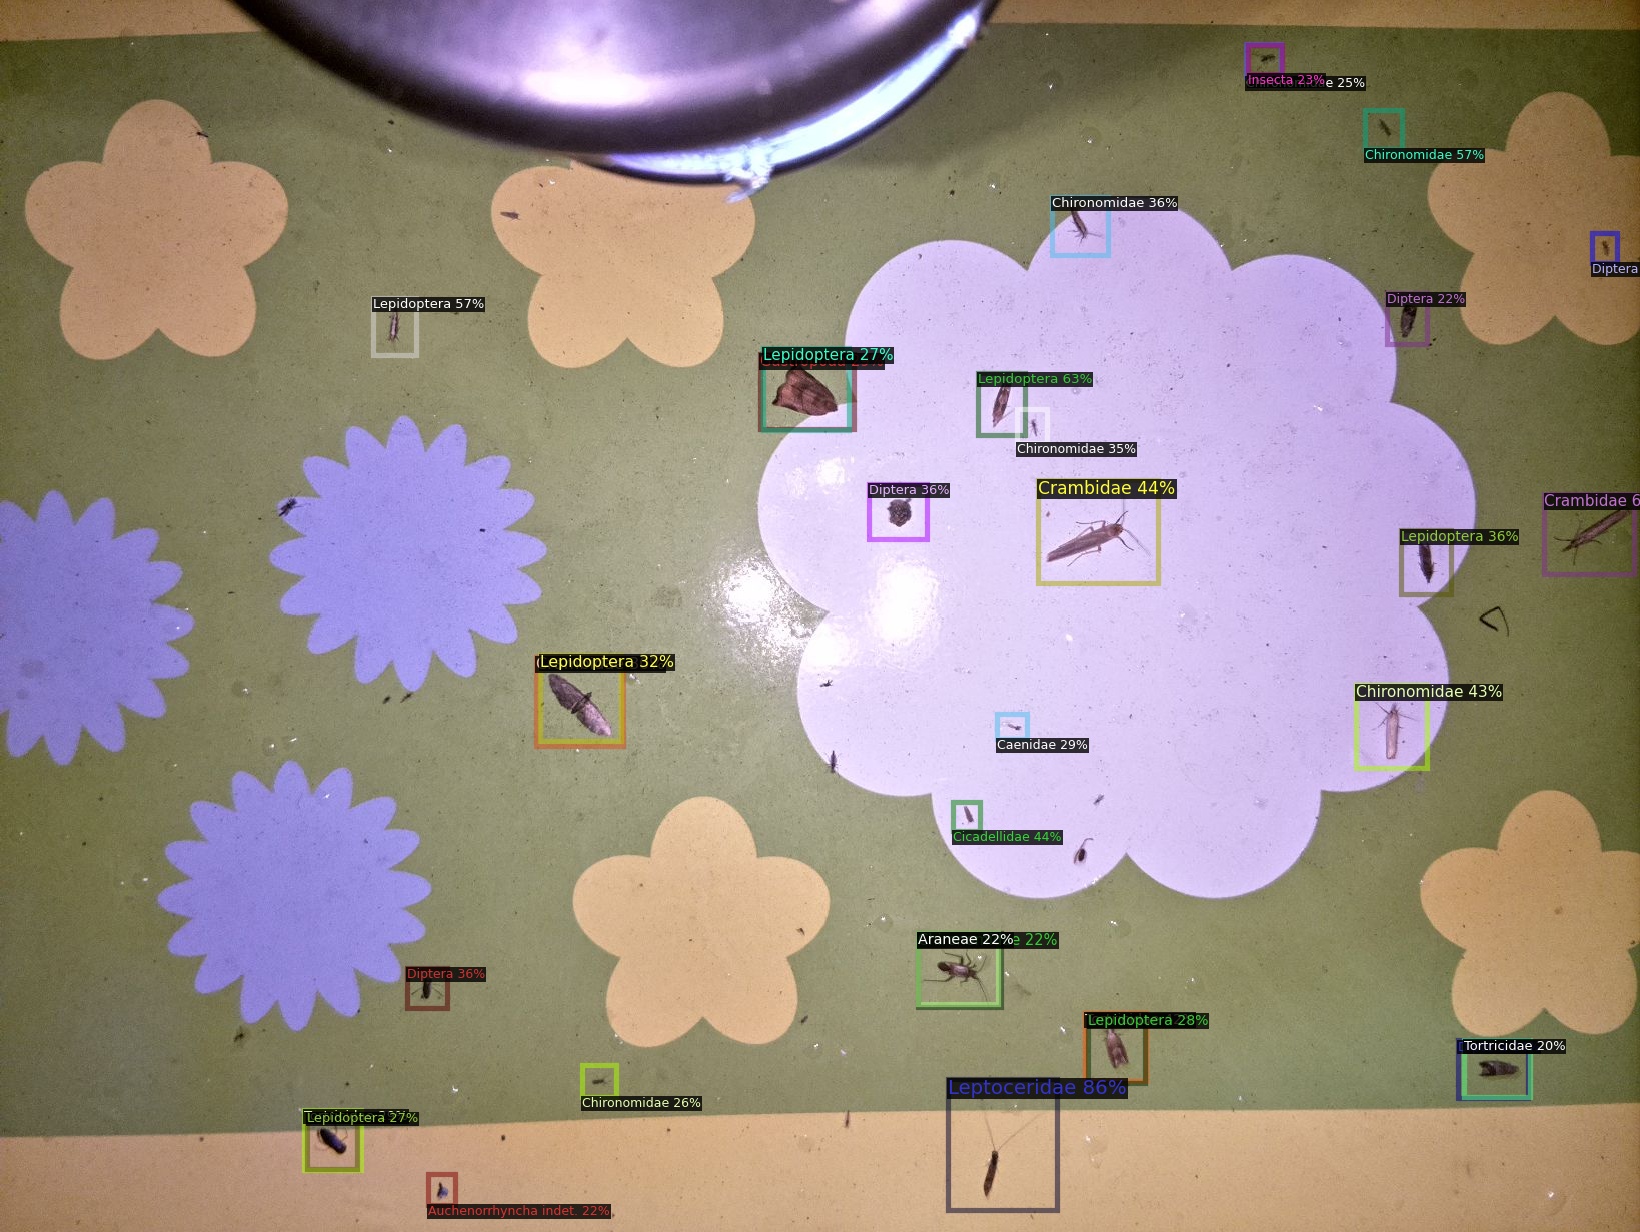 Insecta 23%
e 25%
Chironomidae 57%
Chironomidae 36%
Diptera
Lepidoptera 57%
Diptera 22%
Lepidoptera 27%
Lepidoptera 63%
Chironomidae 35%
Diptera 36%
Crambidae 44%
Crambidae 6
Lepidoptera 36%
Lepidoptera 32%
Chironomidae 43%
Caenidae 29%
Cicadellidae 44%
Araneae 22%
e 22%
Diptera 36%
Lepidoptera 28%
Tortricidae 20%
Leptoceridae 86%
Chironomidae 26%
Lepidoptera 27%
Auchenorrhyncha indet. 22%